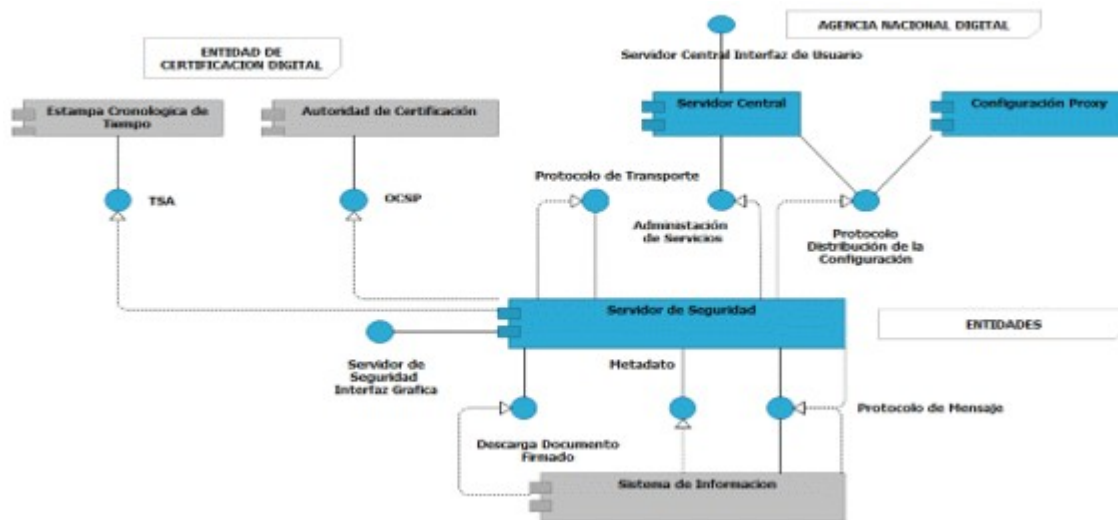 AGENCIA NACIONAL DIGITAL
ENTIDAD DE
CERTIFICACION DIGITAL
Servidor Central Interfaz de Usuario
Estampa Cronologica de
Tiempo
Autoridad de Certificación
Servidor Central
Configuración Proxy
Protocolo de Transporte
TSA
OCSP
Administación
de Servicios
Protocolo
Distribución de la
Configuración
Servidor de Seguridad
ENTIDADES
Servidor de
Seguridad
Interfaz Grafica
Metadato
Protocolo de Mensaje
Descarga Documento
Firmado
Sistema de Informacion